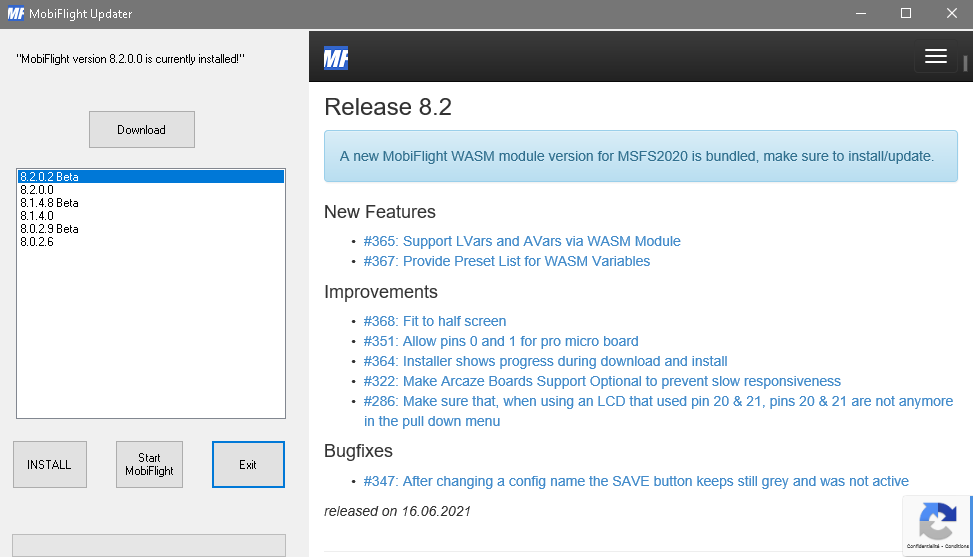 MF MobiFlight Updater
"MobiFlight version 8.2.0.0 is currently installed!"
Download
8.2.0.2 Beta
8.2.0.0
8.1.4.8 Beta
8.1.4.0
8.0.2.9 Beta
8.0.2.6
INSTALL
Start
MobiFlight
Exit
MF
Release 8.2
A new MobiFlight WASM module version for MSFS2020 is bundled, make sure to install/update.
New Features
• #365: Support LVars and AVars via WASM Module
• #367: Provide Preset List for WASM Variables
Improvements
• #368: Fit to half screen
• #351: Allow pins 0 and 1 for pro micro board
• #364: Installer shows progress during download and install
• #322: Make Arcaze Boards Support Optional to prevent slow responsiveness
• #286: Make sure that, when using an LCD that used pin 20 & 21, pins 20 & 21 are not anymore
in the pull down menu
Bugfixes
• #347: After changing a config name the SAVE button keeps still grey and was not active
released on 16.06.2021
Confidentialité - Conditions